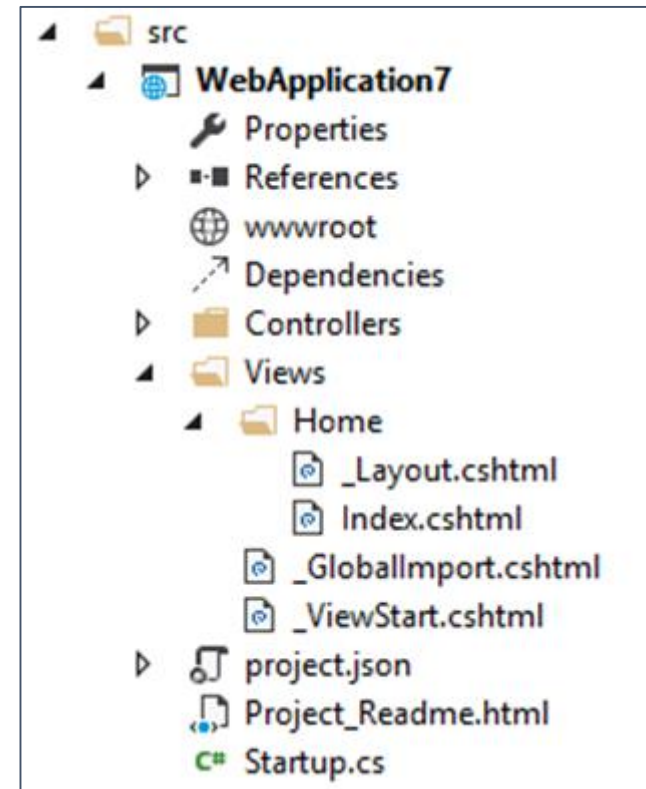 src
WebApplication7
Properties
References
wwwroot
Dependencies
Controllers
Views
Home
_Layout.cshtml
Index.cshtml
_GlobalImport.cshtml
_ViewStart.cshtml
project.json
Project_Readme.html
C# Startup.cs